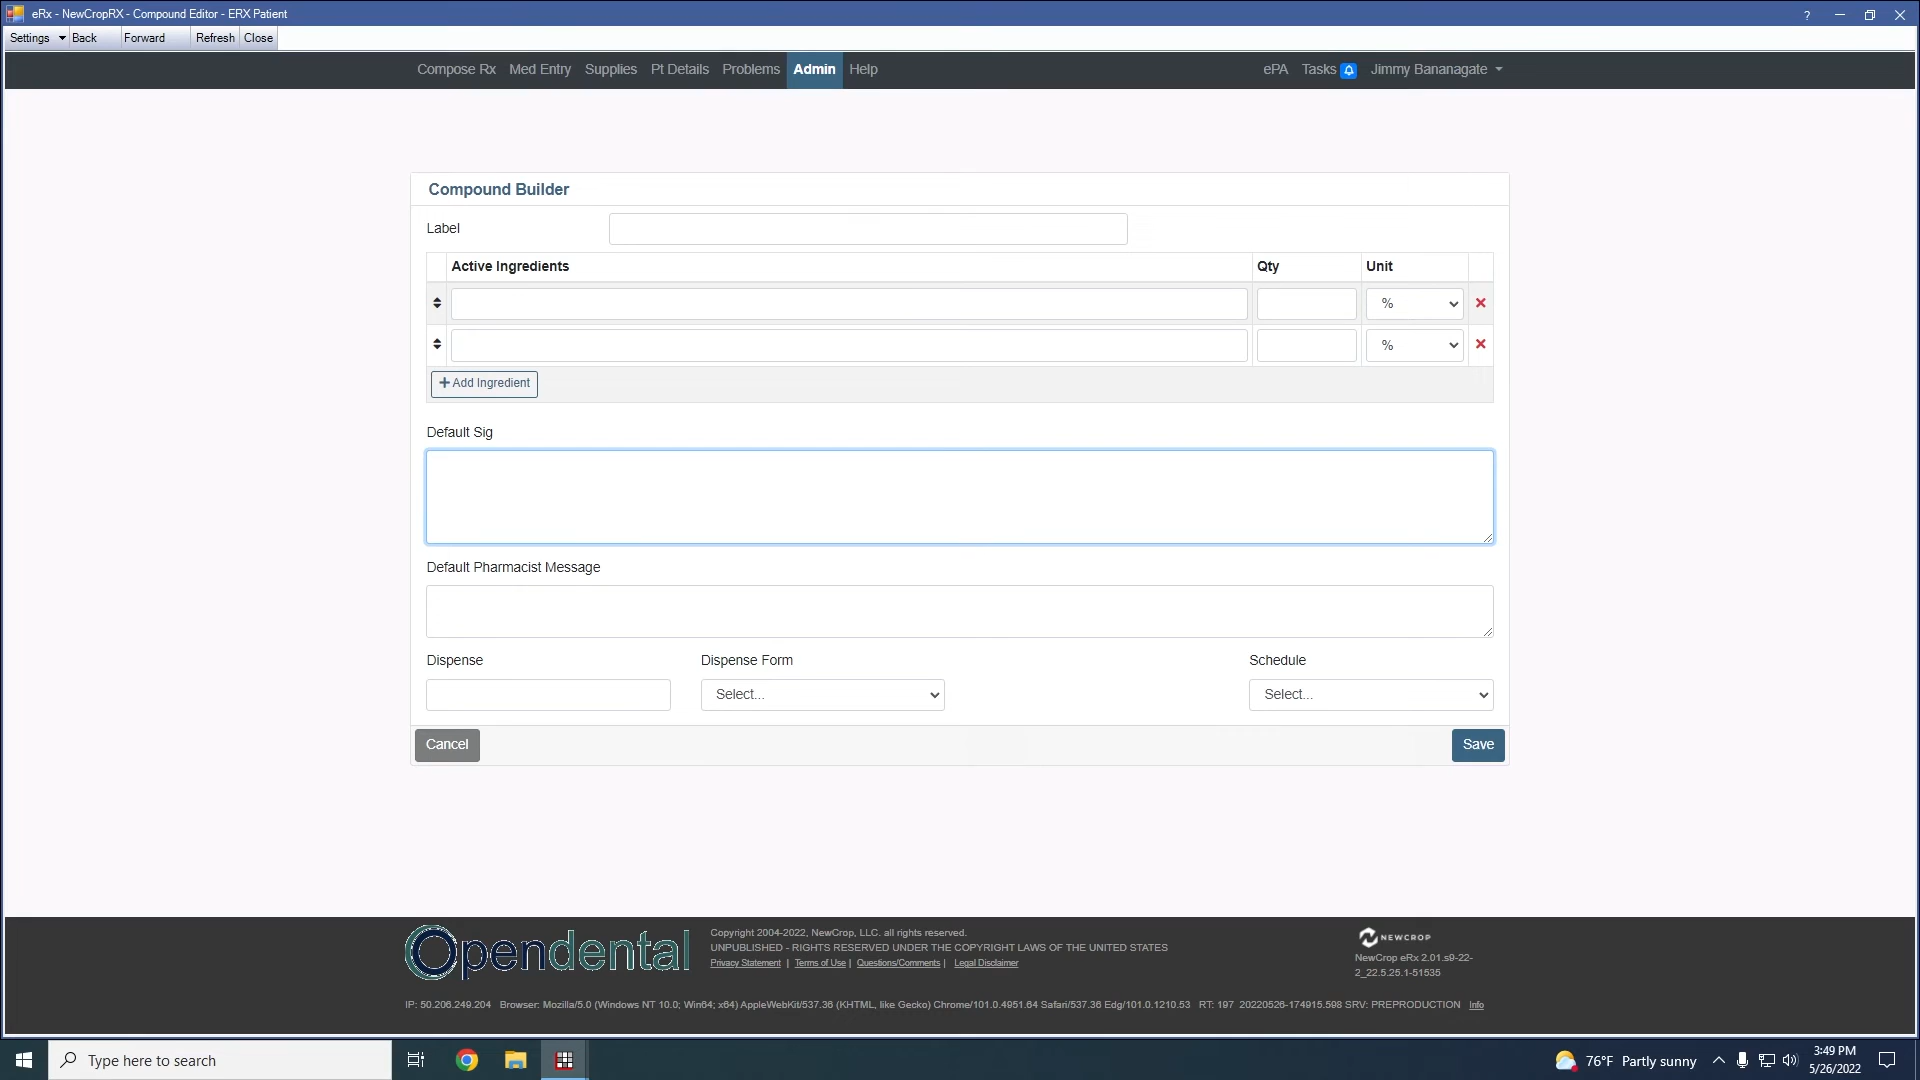 eRx - NewCropRX - Compound Editor - ERX Patient
Settings Back Forward Refresh Close
Compose Rx Med Entry Supplies Pt Details Problems Admin Help ePA Tasks Jimmy Bananagate
Compound Builder
Label
Active Ingredients Qty Unit
%
%
+ Add Ingredient
Default Sig
Default Pharmacist Message
Dispense Dispense Form Schedule
Select... Select...
Cancel Save
Opendental
Copyright 2004-2022, NewCrop, LLC. all rights reserved.
UNPUBLISHED - RIGHTS RESERVED UNDER THE COPYRIGHT LAWS OF THE UNITED STATES
Privacy Statement | Terms of Use | Questions/Comments | Legal Disclaimer
NEWCROP
NewCrop eRx 2.01.s9-22-
2_22.5.25.1-51535
IP: 50.206.249.204 Browser: Mozilla/5.0 (Windows NT 10.0; Win64; x64) AppleWebKit/537.36 (KHTML, like Gecko) Chrome/101.0.4951.64 Safari/537.36 Edg/101.0.1210.53 RT: 197 20220526-174915.598 SRV: PREPRODUCTION Info
Type here to search
76°F Partly sunny
3:49 PM
5/26/2022